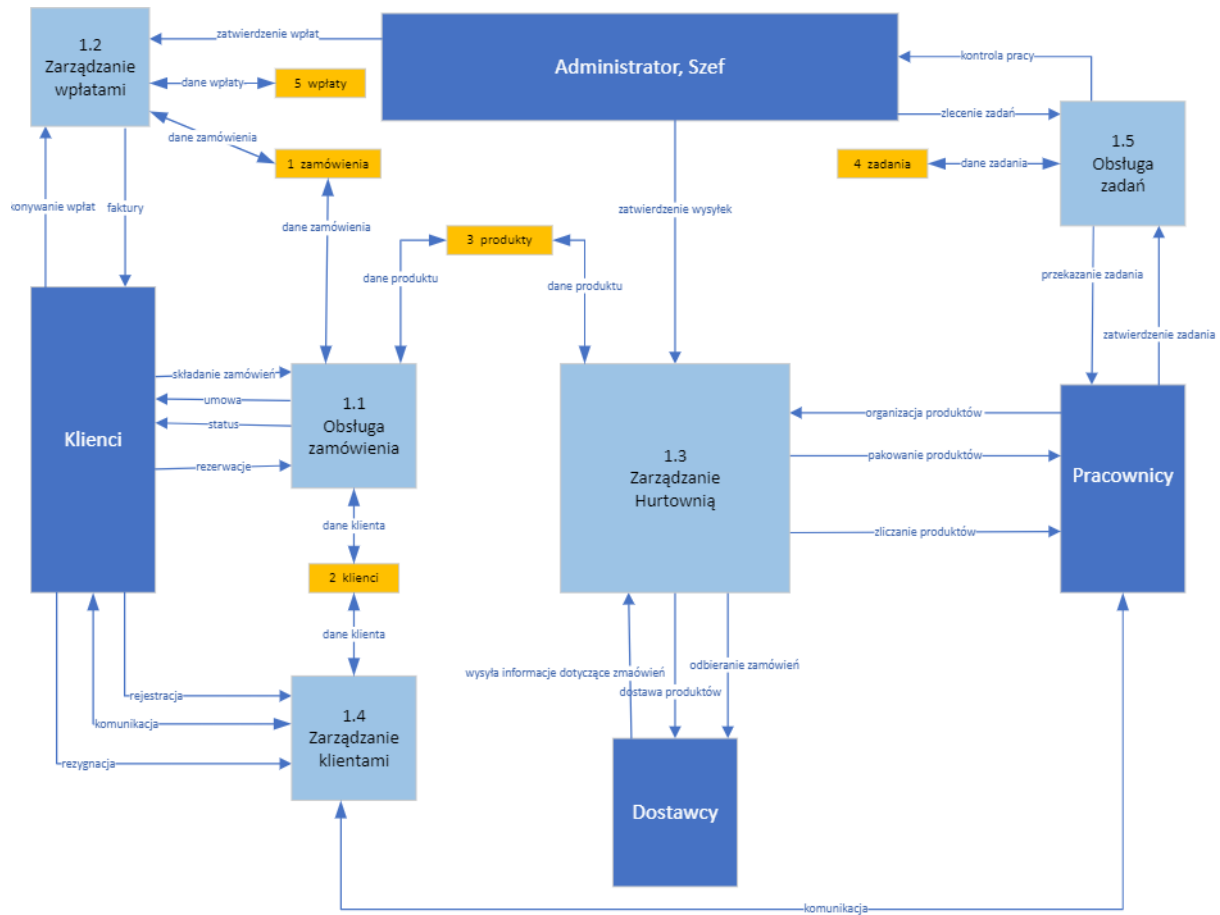 zatwierdzenie wpłat
Administrator, Szef
kontrola pracy
1.2
Zarządzanie
wpłatami
dane wpłaty
5 wpłaty
zlecenie zadań
dane zamówienia
1 zamówienia
4 zadania
dane zadania
1.5
Obsługa
zadań
konywanie wpłat
faktury
zatwierdzenie wysyłek
dane zamówienia
3 produkty
dane produktu
dane produktu
przekazanie zadania
zatwierdzenie zadania
składanie zamówień
umowa
status
rezerwacje
Klienci
1.1
Obsługa
zamówienia
1.3
Zarządzanie
Hurtownią
organizacja produktów
pakowanie produktów
zliczanie produktów
Pracownicy
dane klienta
2 klienci
dane klienta
wysyła informacje dotyczące zmaówień
odbieranie zamówień
dostawa produktów
rejestracja
komunikacja
rezygnacja
1.4
Zarządzanie
klientami
Dostawcy
komunikacja